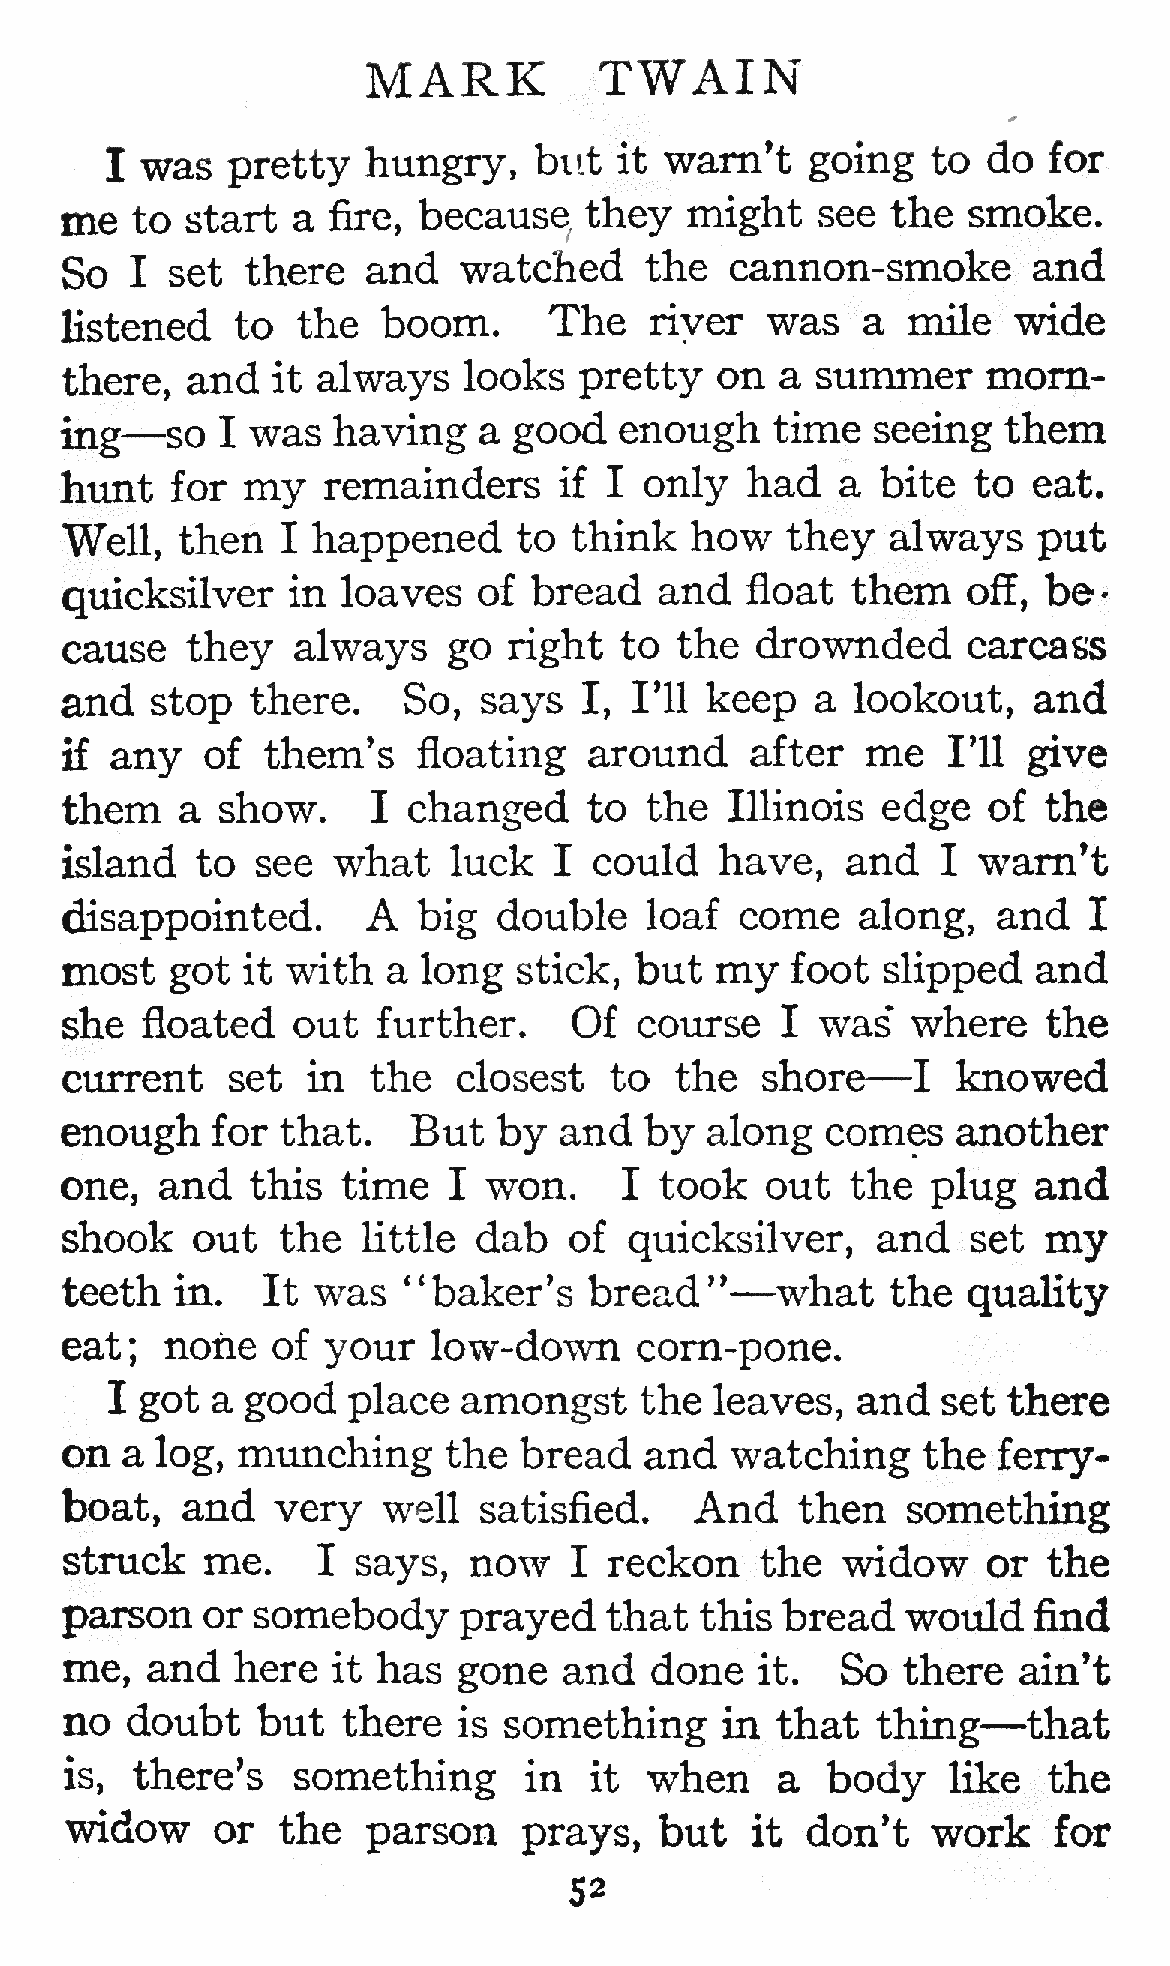 MARK TWAIN
I was pretty hungry, but it warn't going to do for
me to start a fire, because they might see the smoke.
So I set there and watched the cannon-smoke and
listened to the boom. The river was a mile wide
there, and it always looks pretty on a summer morn-
ing—so I was having a good enough time seeing them
hunt for my remainders if I only had a bite to eat.
Well, then I happened to think how they always put
quicksilver in loaves of bread and float them off, be-
cause they always go right to the drownded carcass
and stop there. So, says I, I'll keep a lookout, and
if any of them's floating around after me I'll give
them a show. I changed to the Illinois edge of the
island to see what luck I could have, and I warn't
disappointed. A big double loaf come along, and I
most got it with a long stick, but my foot slipped and
she floated out further. Of course I was where the
current set in the closest to the shore—I knowed
enough for that. But by and by along comes another
one, and this time I won. I took out the plug and
shook out the little dab of quicksilver, and set my
teeth in. It was "baker's bread"—what the quality
eat; none of your low-down corn-pone.
I got a good place amongst the leaves, and set there
on a log, munching the bread and watching the ferry-
boat, and very well satisfied. And then something
struck me. I says, now I reckon the widow or the
parson or somebody prayed that this bread would find
me, and here it has gone and done it. So there ain't
no doubt but there is something in that thing—that
is, there's something in it when a body like the
widow or the parson prays, but it don't work for
52